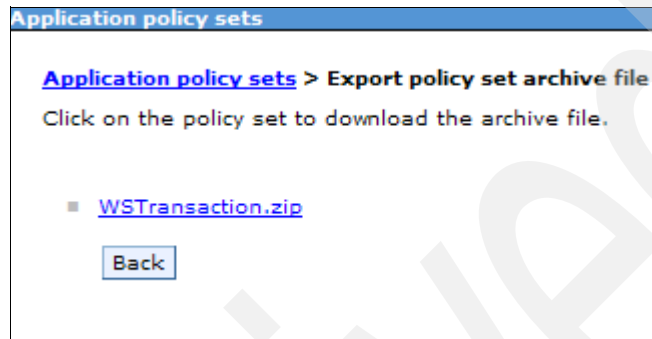 Application policy sets
Application policy sets > Export policy set archive file
Click on the policy set to download the archive file.
WSTransaction.zip
Back